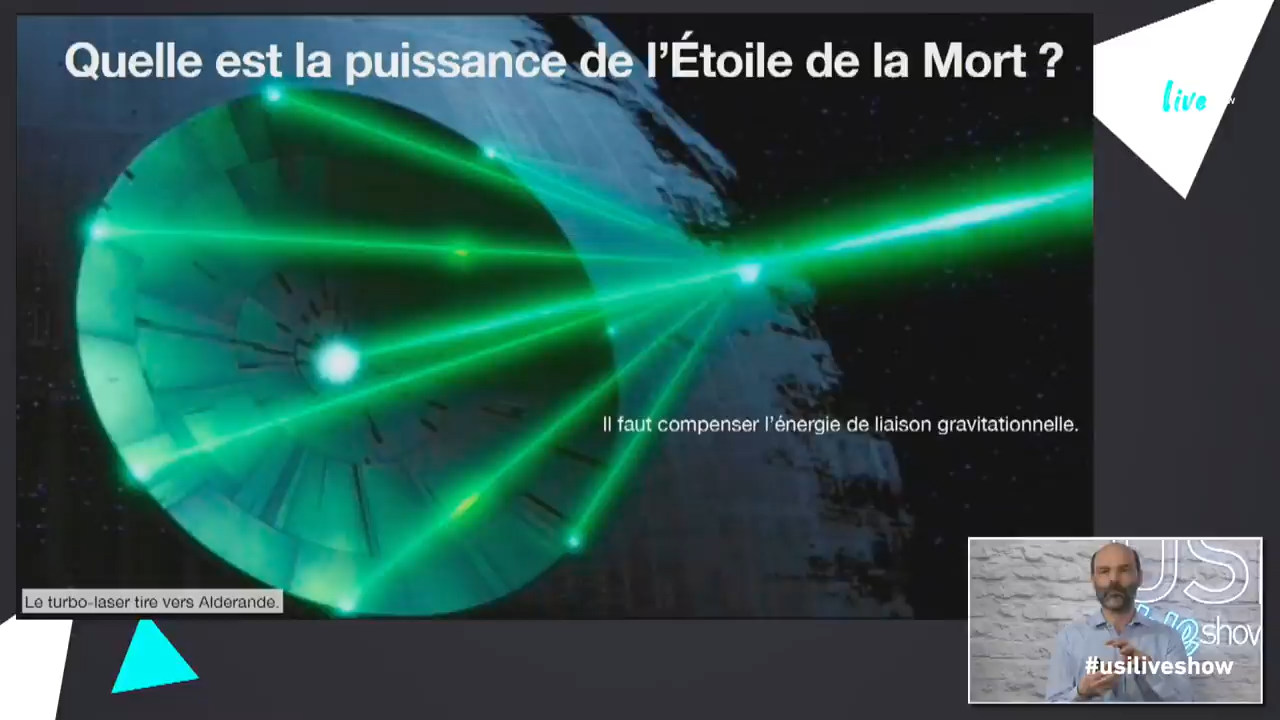 Quelle est la puissance de l'Étoile de la Mort ?
live
Il faut compenser l'énergie de liaison gravitationnelle.
Le turbo-laser tire vers Alderande.
US
show
#usiliveshow